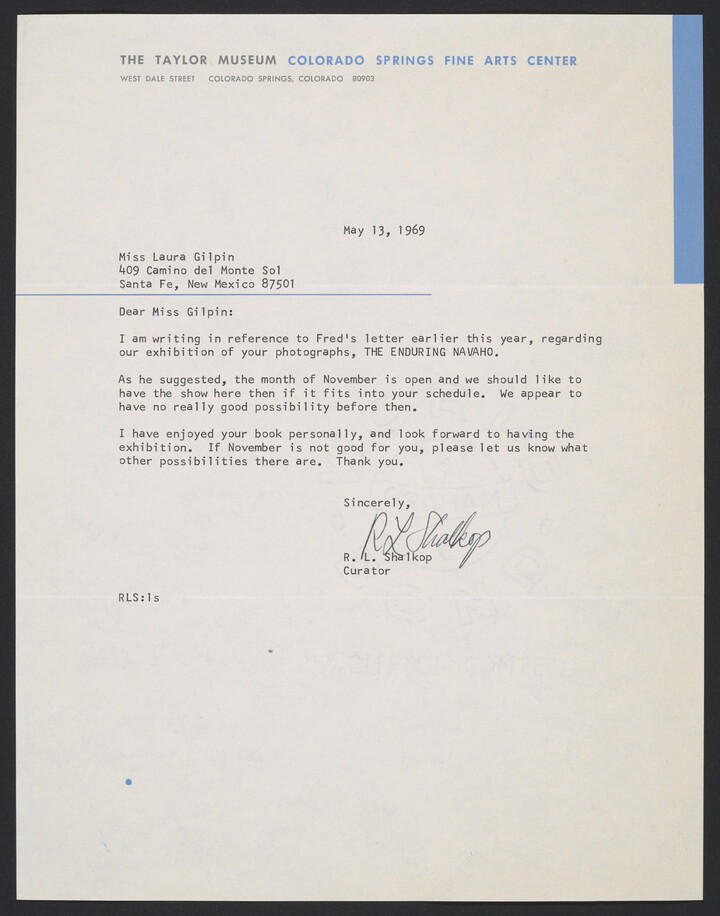 THE TAYLOR MUSEUM COLORADO SPRINGS FINE ARTS CENTER
WEST DALE STREET COLORADO SPRINGS, COLORADO 80903
May 13, 1969
Miss Laura Gilpin
409 Camino del Monte Sol
Santa Fe, New Mexico 87501
Dear Miss Gilpin:
I am writing in reference to Fred's letter earlier this year, regarding
our exhibition of your photographs, THE ENDURING NAVAHO.
As he suggested, the month of November is open and we should like to
have the show here then if it fits into your schedule. We appear to
have no really good possibility before then.
I have enjoyed your book personally, and look forward to having the
exhibition. If November is not good for you, please let us know what
other possibilities there are. Thank you.
Sincerely,
R L Shalkop
R. L. Shalkop
Curator
RLS:ls